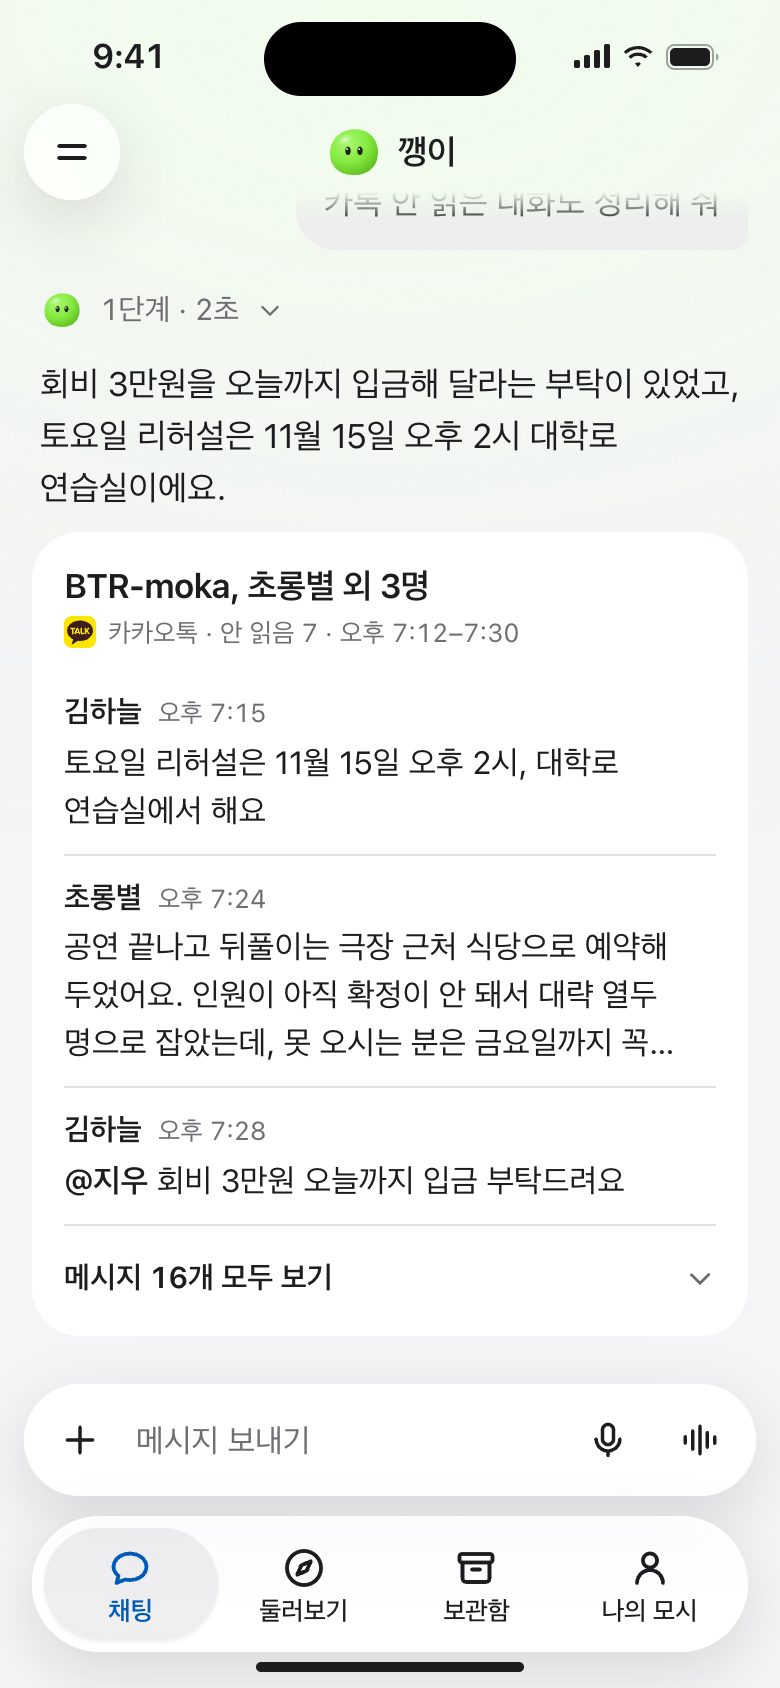 9:41
깽이
카톡 안 읽은 대화도 정리해 줘
1단계 · 2초
회비 3만원을 오늘까지 입금해 달라는 부탁이 있었고,
토요일 리허설은 11월 15일 오후 2시 대학로
연습실이에요.
BTR-moka, 초롱별 외 3명
TALK
카카오톡 · 안 읽음 7 · 오후 7:12–7:30
김하늘 오후 7:15
토요일 리허설은 11월 15일 오후 2시, 대학로
연습실에서 해요
초롱별 오후 7:24
공연 끝나고 뒤풀이는 극장 근처 식당으로 예약해
두었어요. 인원이 아직 확정이 안 돼서 대략 열두
명으로 잡았는데, 못 오시는 분은 금요일까지 꼭…
김하늘 오후 7:28
@지우 회비 3만원 오늘까지 입금 부탁드려요
메시지 16개 모두 보기
메시지 보내기
채팅
둘러보기
보관함
나의 모시